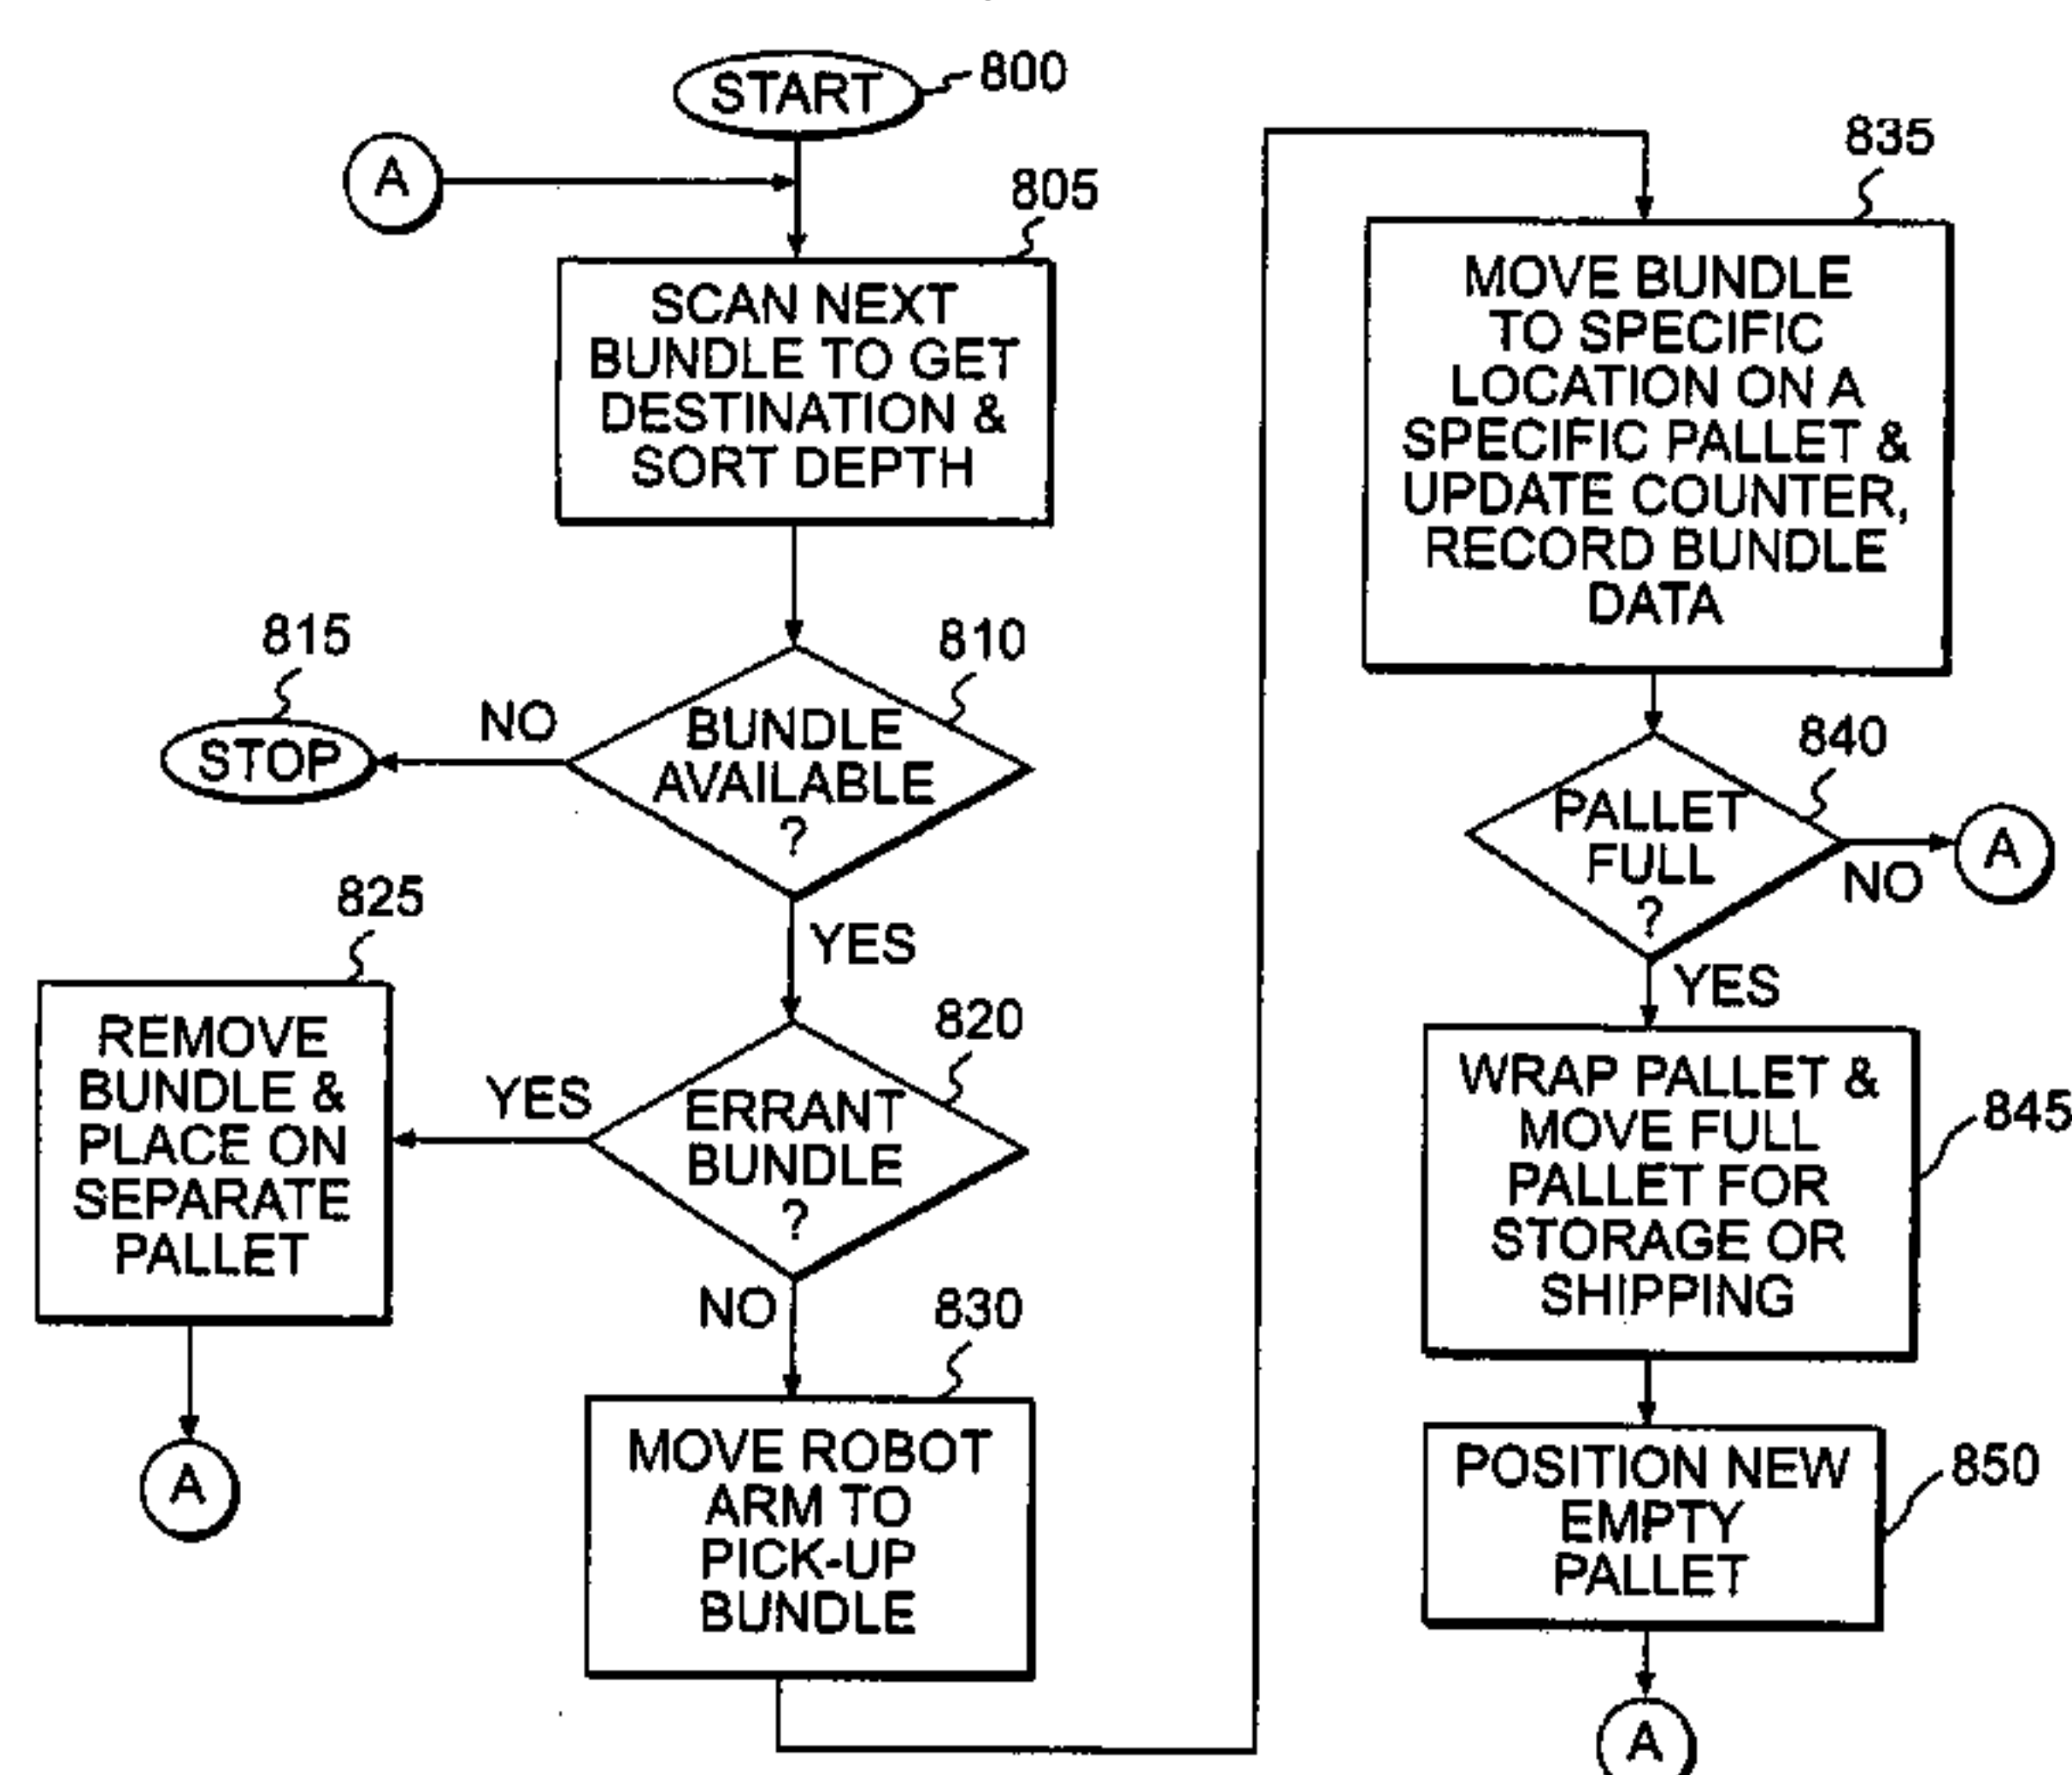 START
800
A
805
SCAN NEXT
BUNDLE TO GET
DESTINATION &
SORT DEPTH
810
BUNDLE
AVAILABLE
?
NO
815
STOP
YES
820
ERRANT
BUNDLE
?
YES
825
REMOVE
BUNDLE &
PLACE ON
SEPARATE
PALLET
A
NO
830
MOVE ROBOT
ARM TO
PICK-UP
BUNDLE
835
MOVE BUNDLE
TO SPECIFIC
LOCATION ON A
SPECIFIC PALLET &
UPDATE COUNTER,
RECORD BUNDLE
DATA
840
PALLET
FULL
?
NO
A
YES
WRAP PALLET &
MOVE FULL
PALLET FOR
STORAGE OR
SHIPPING
845
POSITION NEW
EMPTY
PALLET
850
A